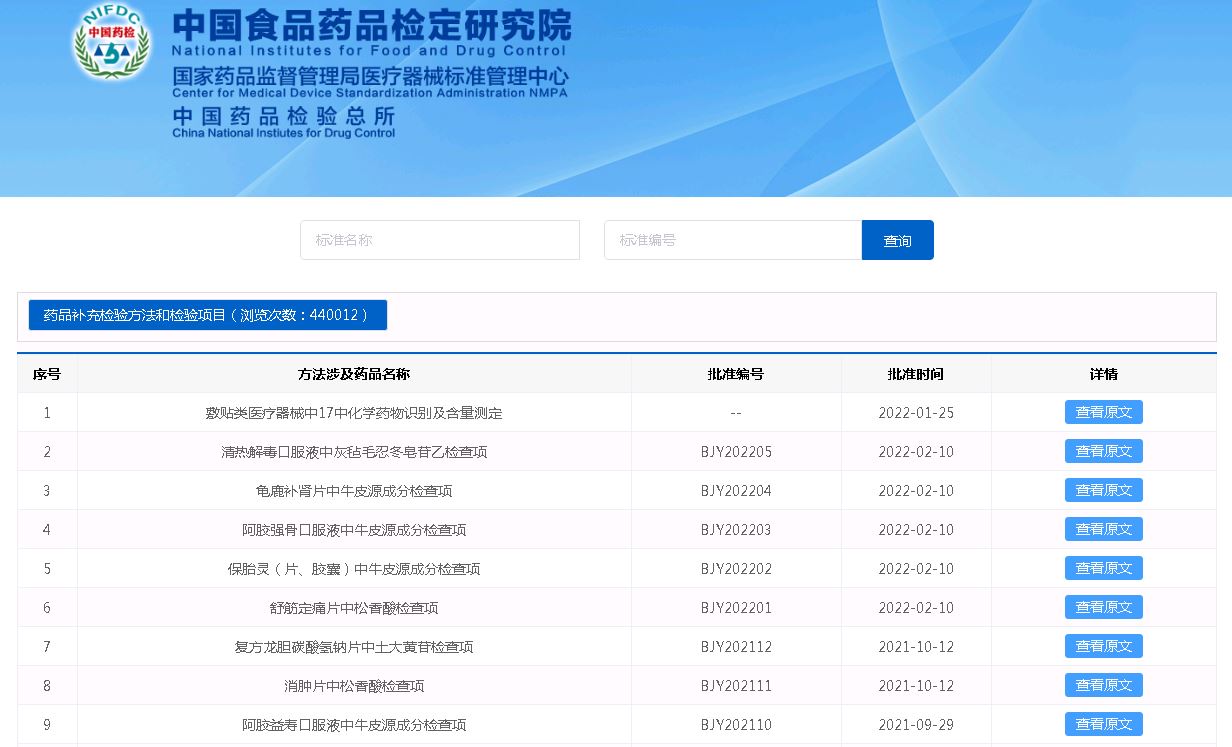 NIFDC
中国药检
中国食品药品检定研究院
National Institutes for Food and Drug Control
国家药品监督管理局医疗器械标准管理中心
Center for Medical Device Standardization Administration NMPA
中国药品检验总所
China National Instiutes for Drug Control
标准名称 标准编号 查询
药品补充检验方法和检验项目（浏览次数：440012）
序号 方法涉及药品名称 批准编号 批准时间 详情
1 敷贴类医疗器械中17中化学药物识别及含量测定 -- 2022-01-25 查看原文
2 清热解毒口服液中灰毡毛忍冬皂苷乙检查项 BJY202205 2022-02-10 查看原文
3 龟鹿补肾片中牛皮源成分检查项 BJY202204 2022-02-10 查看原文
4 阿胶强骨口服液中牛皮源成分检查项 BJY202203 2022-02-10 查看原文
5 保胎灵（片、胶囊）中牛皮源成分检查项 BJY202202 2022-02-10 查看原文
6 舒筋定痛片中松香酸检查项 BJY202201 2022-02-10 查看原文
7 复方龙胆碳酸氢钠片中土大黄苷检查项 BJY202112 2021-10-12 查看原文
8 消肿片中松香酸检查项 BJY202111 2021-10-12 查看原文
9 阿胶益寿口服液中牛皮源成分检查项 BJY202110 2021-09-29 查看原文